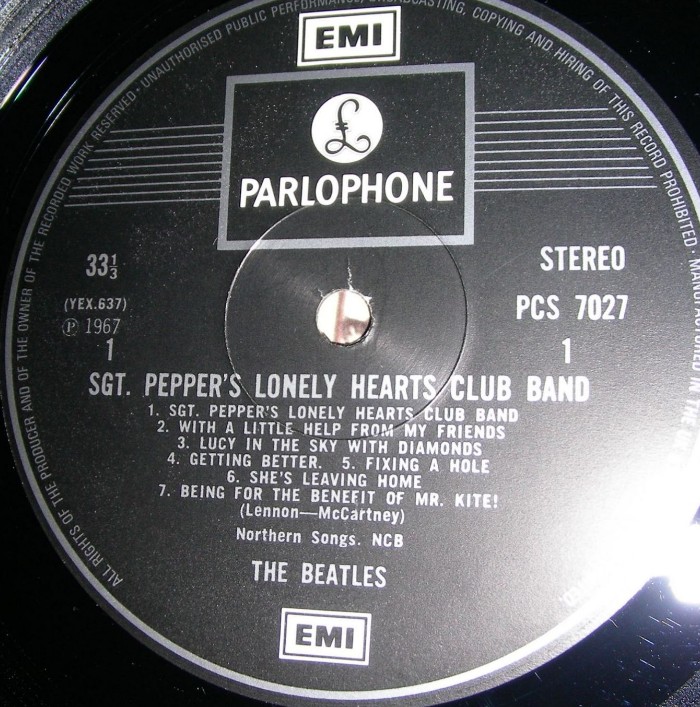 ALL RIGHTS OF THE PRODUCER AND OF THE OWNER OF THE RECORDED WORK RESERVED · UNAUTHORISED PUBLIC PERFORMANCE, BROADCASTING, COPYING AND HIRING OF THIS RECORD PROHIBITED ·
EMI
£
PARLOPHONE
33⅓
STEREO
(YEX.637)
PCS 7027
℗ 1967
1
1
SGT. PEPPER'S LONELY HEARTS CLUB BAND
1. SGT. PEPPER'S LONELY HEARTS CLUB BAND
2. WITH A LITTLE HELP FROM MY FRIENDS
3. LUCY IN THE SKY WITH DIAMONDS
4. GETTING BETTER. 5. FIXING A HOLE
6. SHE'S LEAVING HOME
7. BEING FOR THE BENEFIT OF MR. KITE!
(Lennon—McCartney)
Northern Songs. NCB
THE BEATLES
EMI